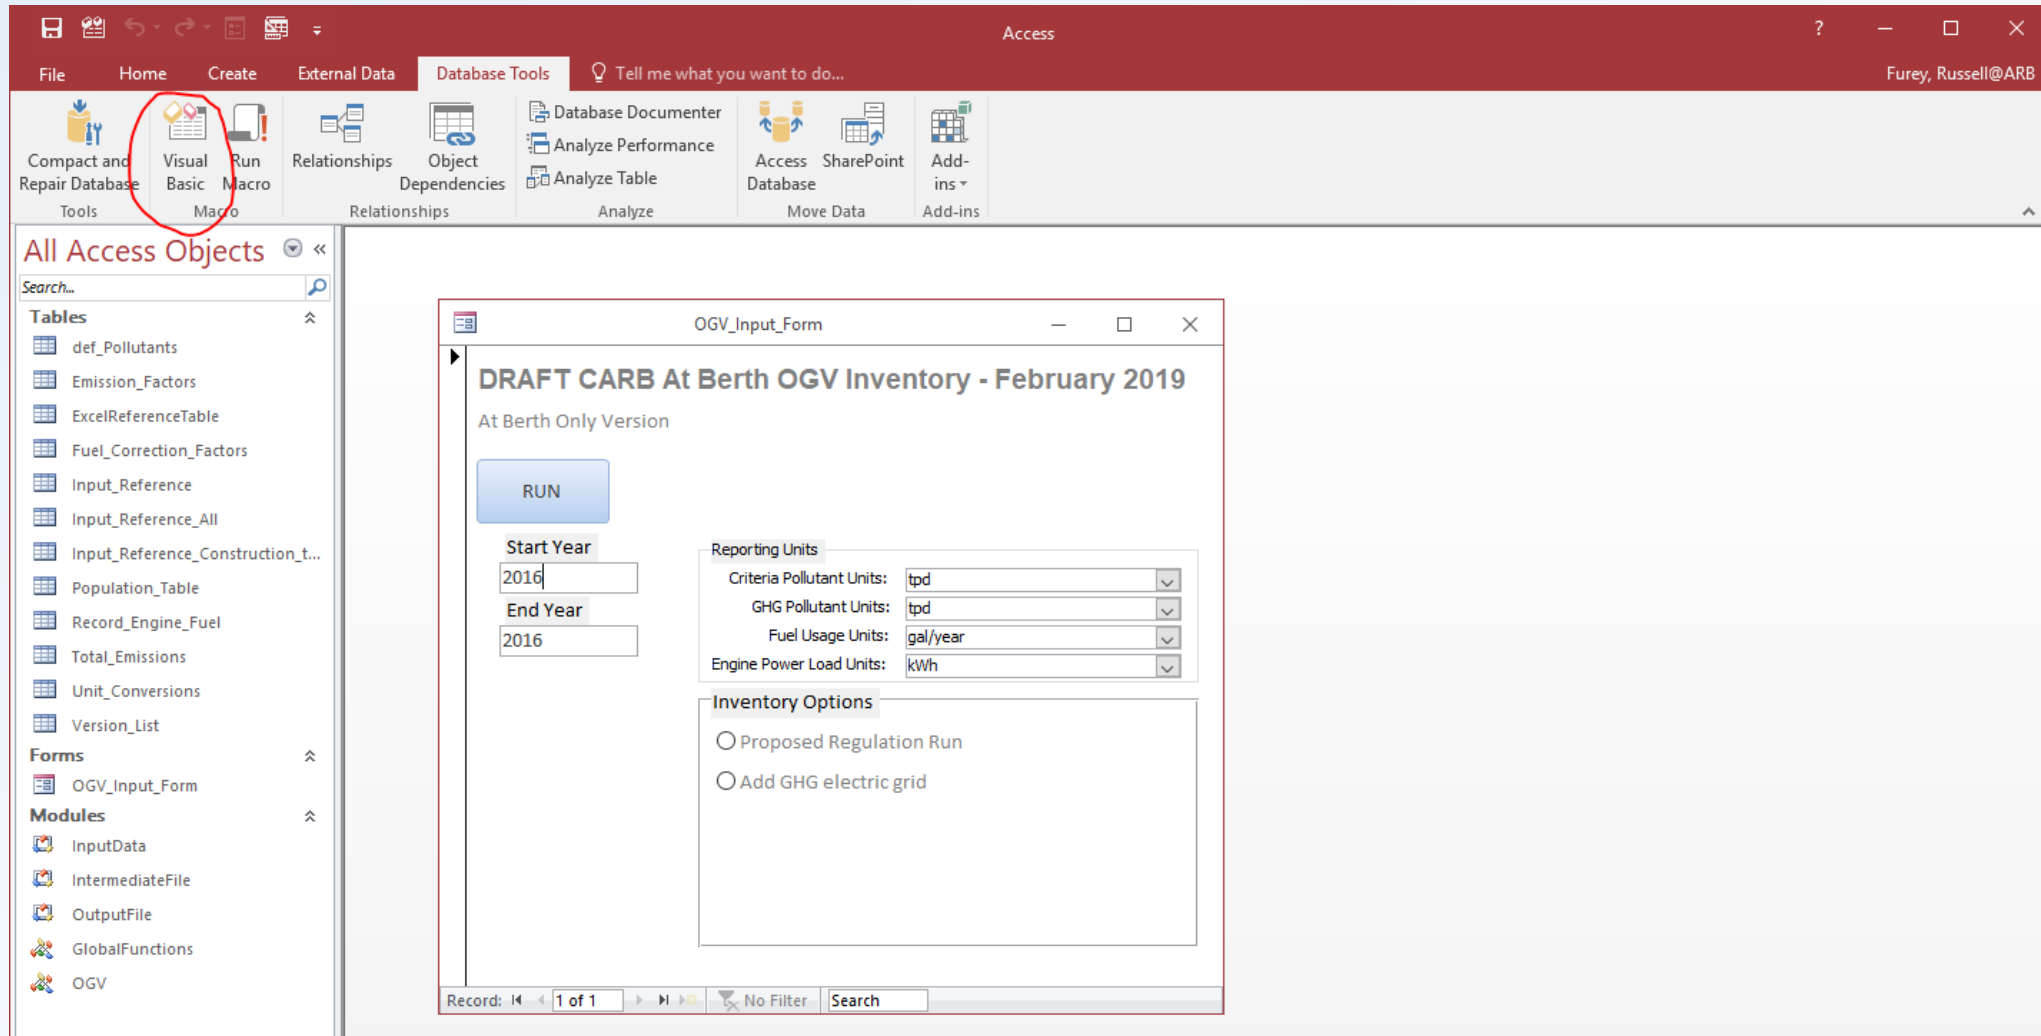 Access
?
File Home Create External Data Database Tools Tell me what you want to do... Furey, Russell@ARB
Compact and Repair Database
Visual Basic
Run Macro
Relationships
Object Dependencies
Database Documenter
Analyze Performance
Analyze Table
Access Database
SharePoint
Add-ins
Tools Macro Relationships Analyze Move Data Add-ins
All Access Objects «
Search...
Tables
def_Pollutants
Emission_Factors
ExcelReferenceTable
Fuel_Correction_Factors
Input_Reference
Input_Reference_All
Input_Reference_Construction_t...
Population_Table
Record_Engine_Fuel
Total_Emissions
Unit_Conversions
Version_List
Forms
OGV_Input_Form
Modules
InputData
IntermediateFile
OutputFile
GlobalFunctions
OGV
OGV_Input_Form
DRAFT CARB At Berth OGV Inventory - February 2019
At Berth Only Version
RUN
Start Year
2016
End Year
2016
Reporting Units
Criteria Pollutant Units: tpd
GHG Pollutant Units: tpd
Fuel Usage Units: gal/year
Engine Power Load Units: kWh
Inventory Options
Proposed Regulation Run
Add GHG electric grid
Record: 1 of 1 No Filter Search